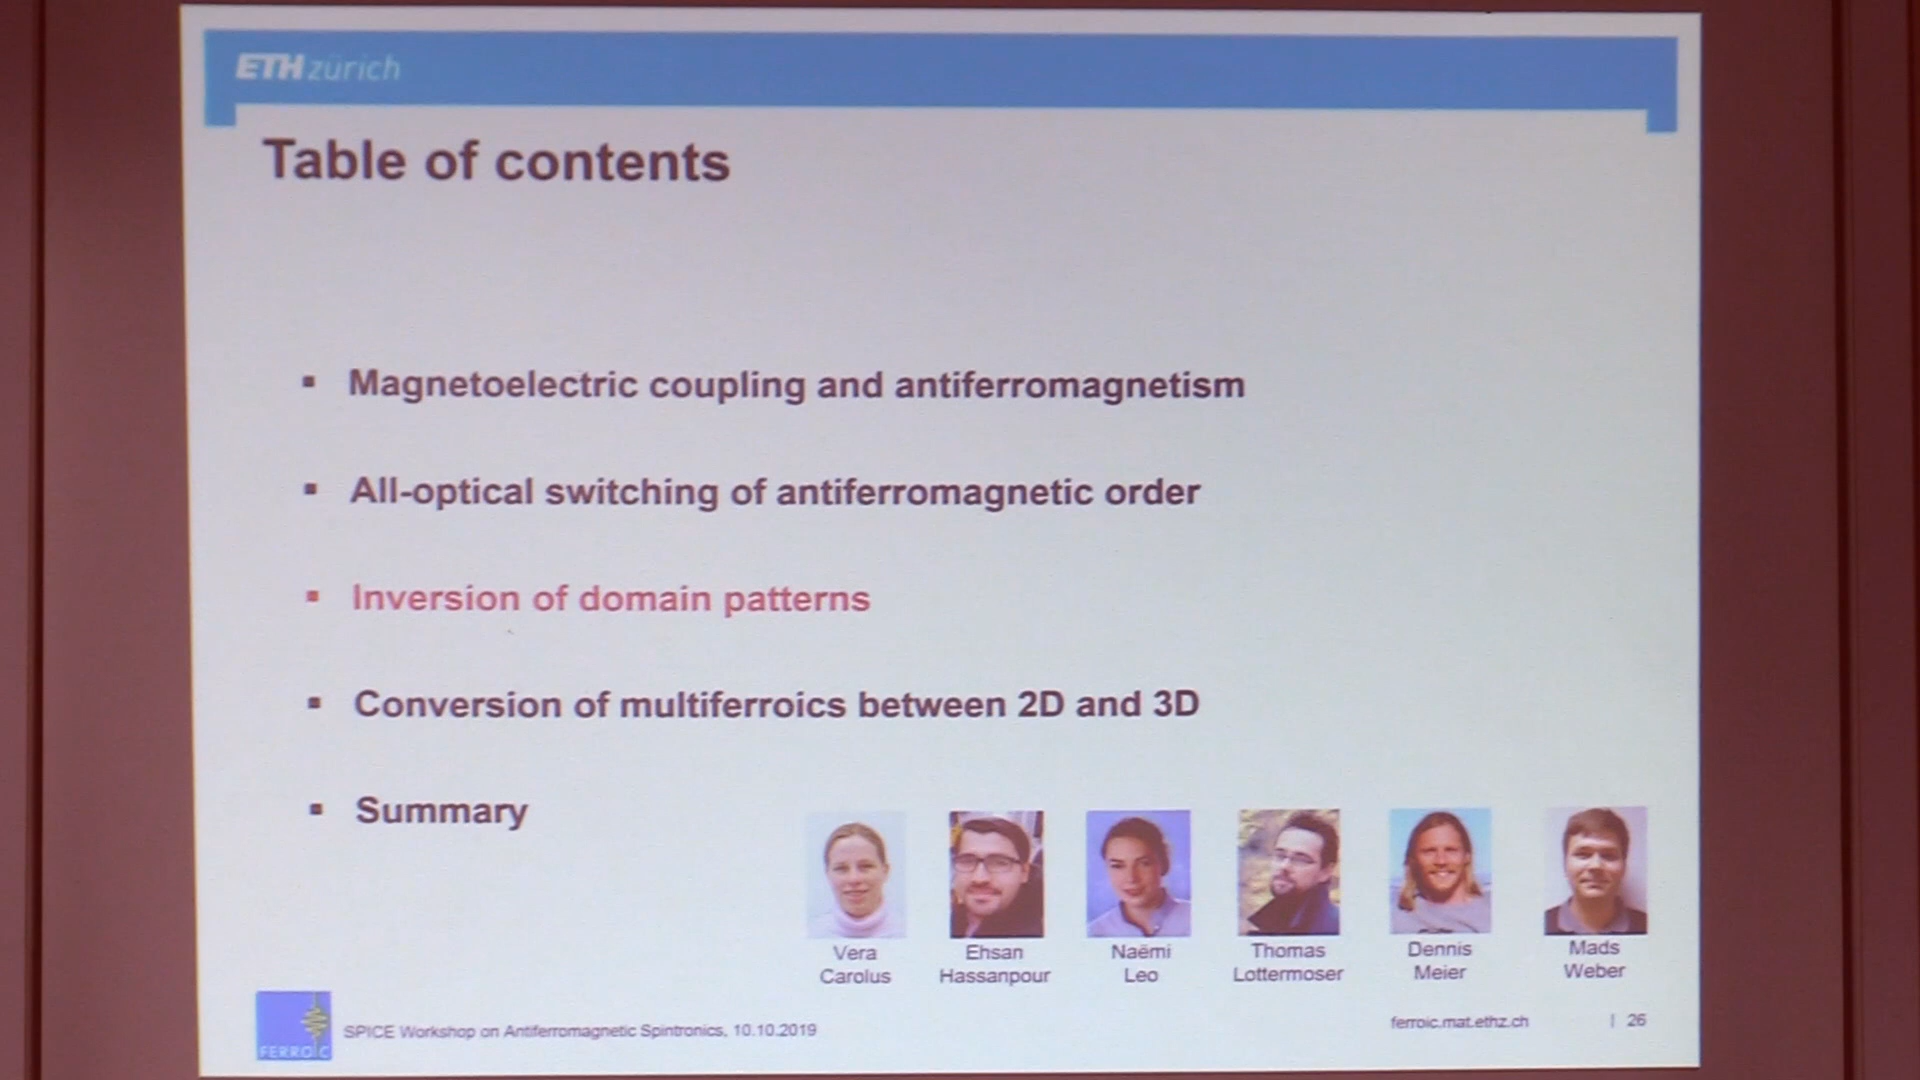 ETH zürich
Table of contents
▪ Magnetoelectric coupling and antiferromagnetism
▪ All-optical switching of antiferromagnetic order
▪ Inversion of domain patterns
▪ Conversion of multiferroics between 2D and 3D
▪ Summary
Vera Carolus
Ehsan Hassanpour
Naëmi Leo
Thomas Lottermoser
Dennis Meier
Mads Weber
FERROIC
SPICE Workshop on Antiferromagnetic Spintronics, 10.10.2019
ferroic.mat.ethz.ch | 26